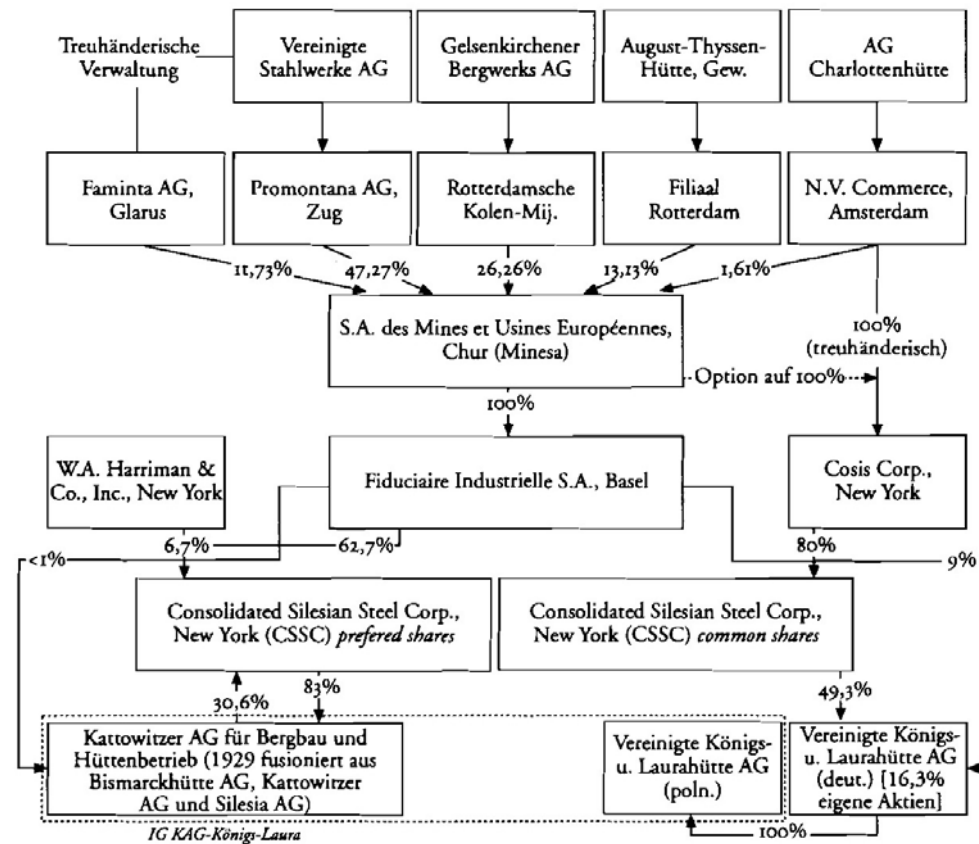 Treuhänderische
Verwaltung
Vereinigte
Stahlwerke AG
Gelsenkirchener
Bergwerks AG
August-Thyssen-
Hütte, Gew.
AG
Charlottenhütte
Faminta AG,
Glarus
Promontana AG,
Zug
Rotterdamsche
Kolen-Mij.
Filiaal
Rotterdam
N.V. Commerce,
Amsterdam
11,73%
47,27%
26,26%
13,13%
1,61%
S.A. des Mines et Usines Européennes,
Chur (Minesa)
100%
(treuhänderisch)
Option auf 100%
100%
W.A. Harriman &
Co., Inc., New York
Fiduciaire Industrielle S.A., Basel
Cosis Corp.,
New York
<1%
6,7%
62,7%
80%
9%
Consolidated Silesian Steel Corp.,
New York (CSSC) prefered shares
Consolidated Silesian Steel Corp.,
New York (CSSC) common shares
30,6%
83%
49,3%
Kattowitzer AG für Bergbau und
Hüttenbetrieb (1929 fusioniert aus
Bismarckhütte AG, Kattowitzer
AG und Silesia AG)
Vereinigte Königs-
u. Laurahütte AG
(poln.)
Vereinigte Königs-
u. Laurahütte AG
(deut.) [16,3%
eigene Aktien]
IG KAG-Königs-Laura
100%